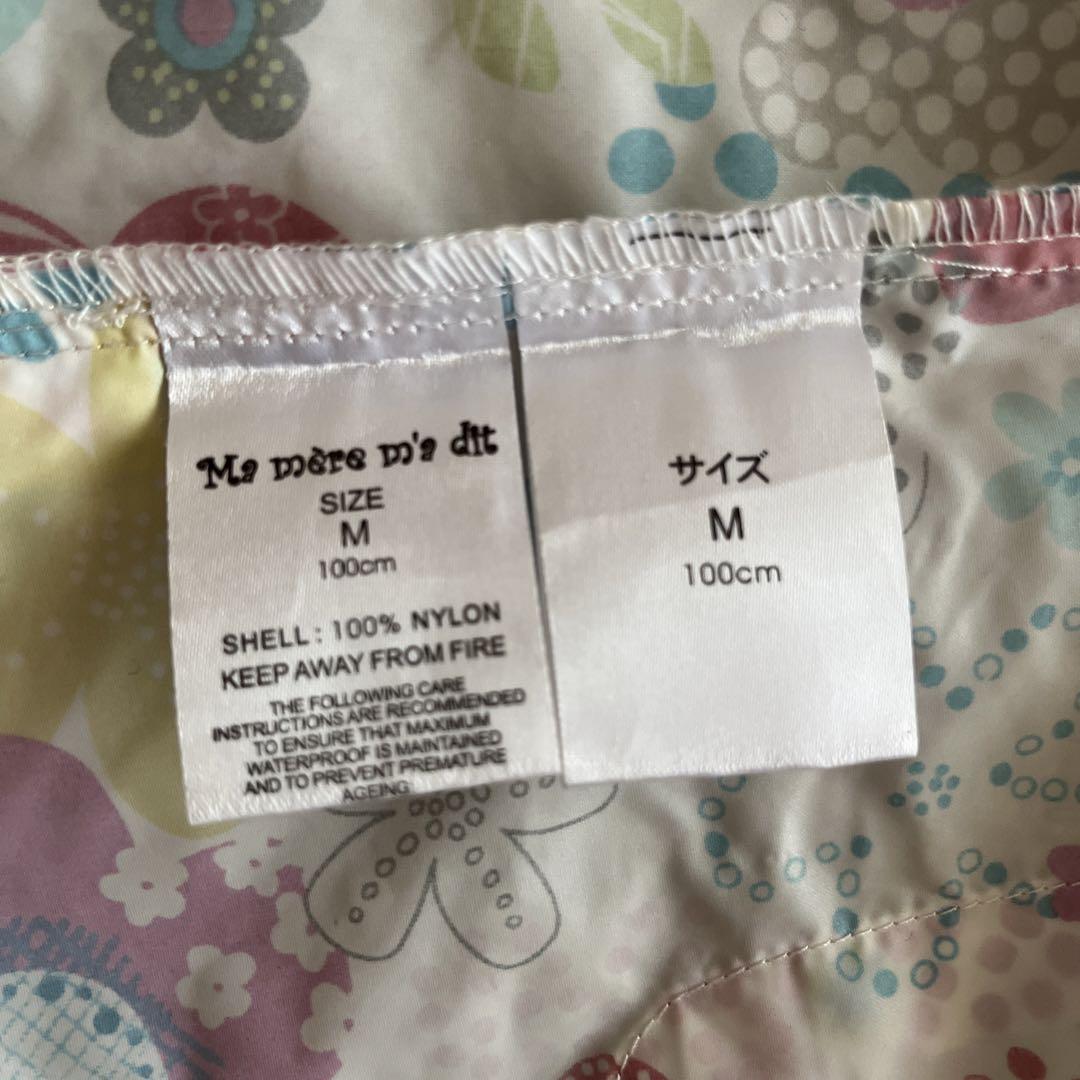 Ma mère m'a dit
SIZE
M
100cm
SHELL : 100% NYLON
KEEP AWAY FROM FIRE
THE FOLLOWING CARE
INSTRUCTIONS ARE RECOMMENDED
TO ENSURE THAT MAXIMUM
WATERPROOF IS MAINTAINED
AND TO PREVENT PREMATURE
AGEING
サイズ
M
100cm